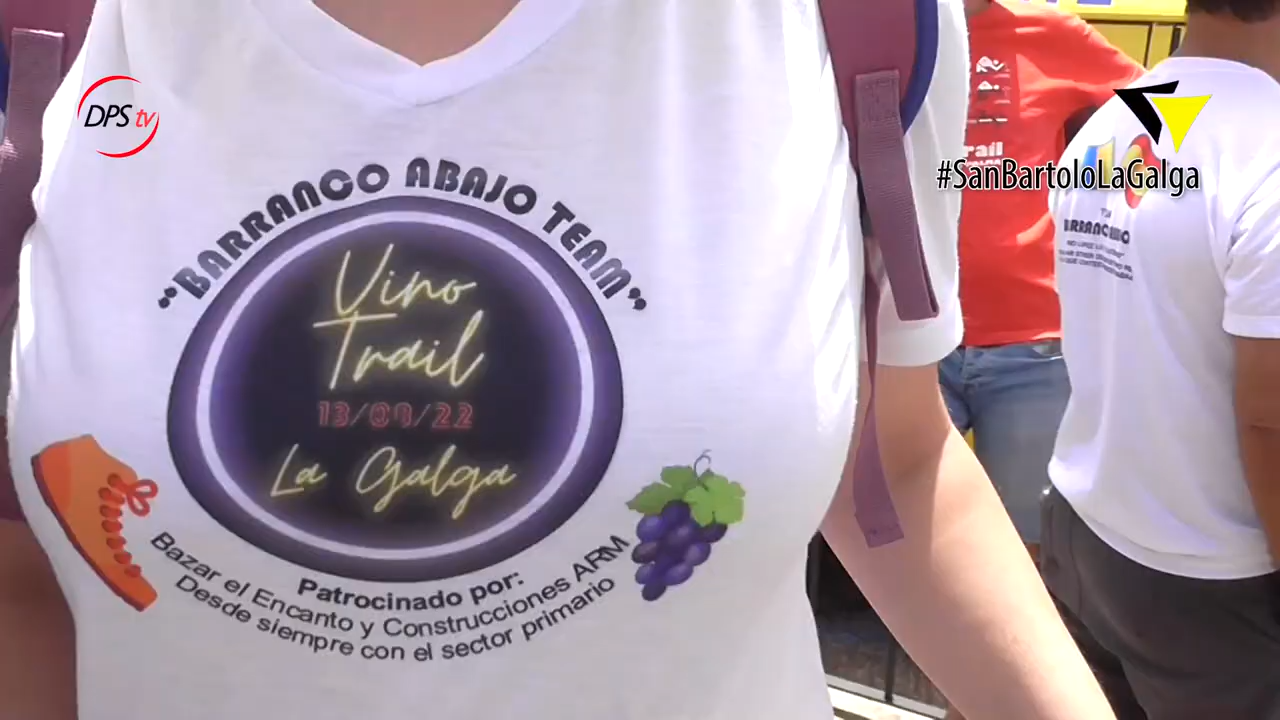 DPS tv
#SanBartoloLaGalga
"BARRANCO ABAJO TEAM"
Vino
Trail
13/08/22
La Galga
Patrocinado por:
Bazar el Encanto y Construcciones ARM
Desde siempre con el sector primario